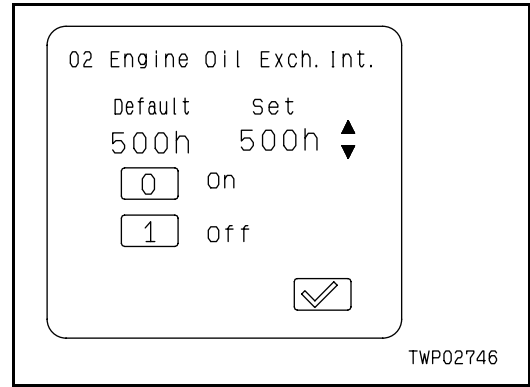 02 Engine Oil Exch. Int.
Default Set
500h 500h
0 On
1 Off
TWP02746